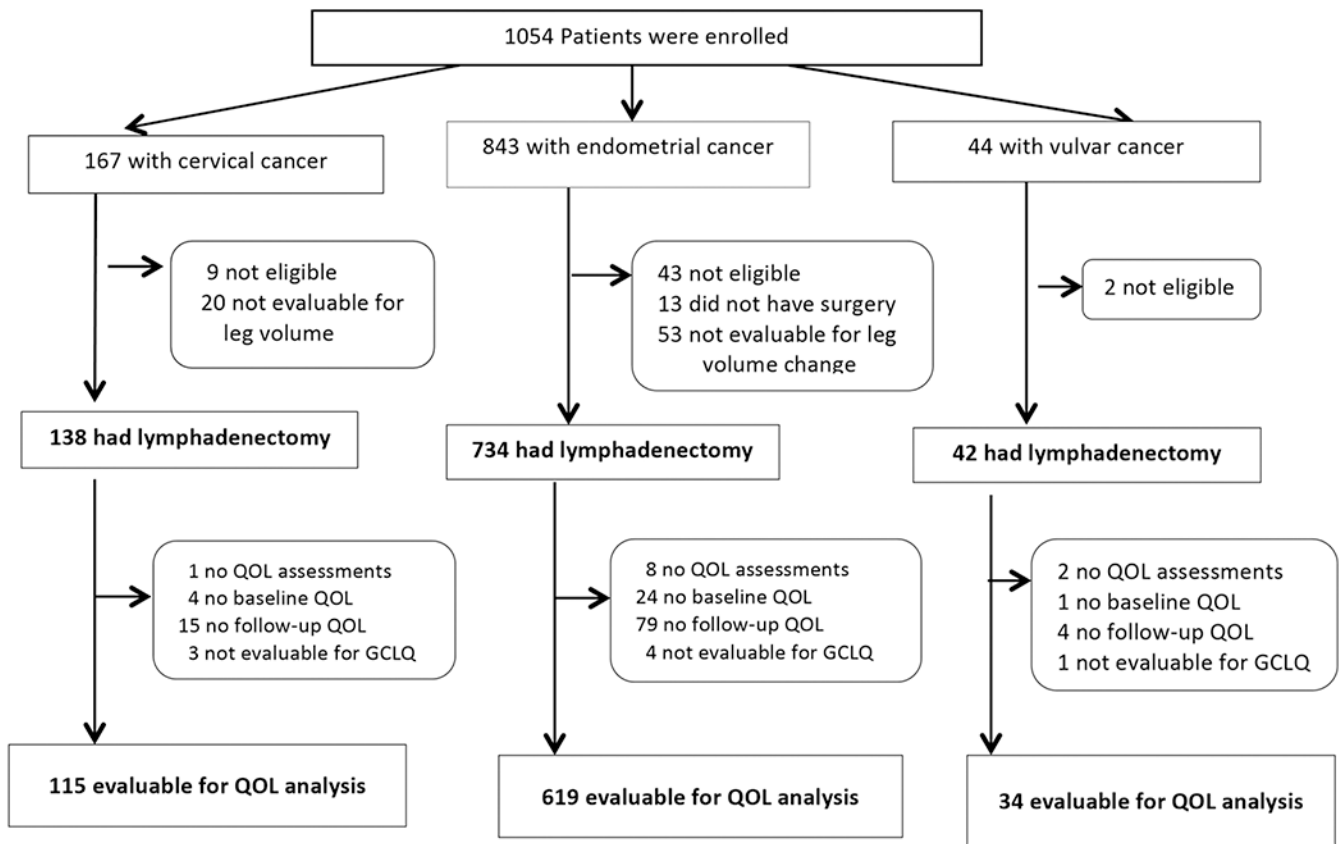 1054 Patients were enrolled
167 with cervical cancer
843 with endometrial cancer
44 with vulvar cancer
9 not eligible
20 not evaluable for
leg volume
43 not eligible
13 did not have surgery
53 not evaluable for leg
volume change
2 not eligible
138 had lymphadenectomy
734 had lymphadenectomy
42 had lymphadenectomy
1 no QOL assessments
4 no baseline QOL
15 no follow-up QOL
3 not evaluable for GCLQ
8 no QOL assessments
24 no baseline QOL
79 no follow-up QOL
4 not evaluable for GCLQ
2 no QOL assessments
1 no baseline QOL
4 no follow-up QOL
1 not evaluable for GCLQ
115 evaluable for QOL analysis
619 evaluable for QOL analysis
34 evaluable for QOL analysis